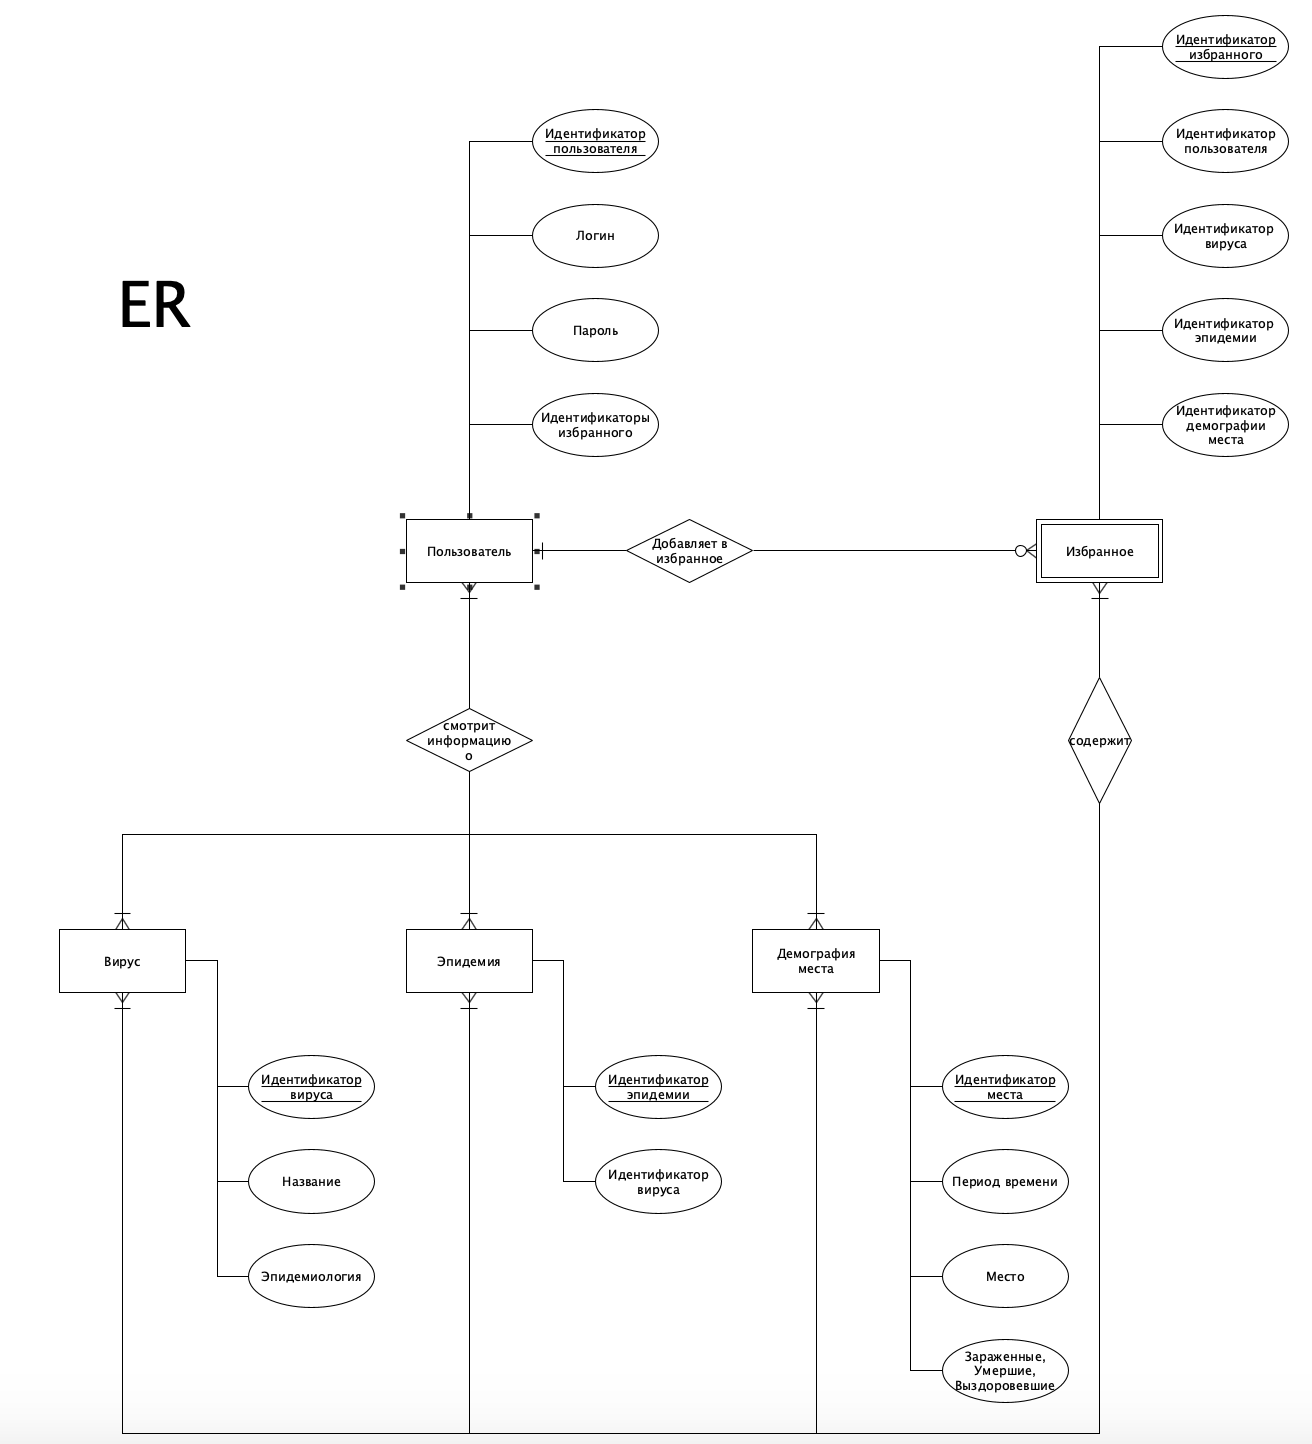 Идентификатор
избранного
Идентификатор
пользователя
Идентификатор
пользователя
Логин
Идентификатор
вируса
ER
Пароль
Идентификатор
эпидемии
Идентификаторы
избранного
Идентификатор
демографии
места
Пользователь
Добавляет в
избранное
Избранное
смотрит
информацию
о
содержит
Вирус
Эпидемия
Демография
места
Идентификатор
вируса
Идентификатор
эпидемии
Идентификатор
места
Название
Идентификатор
вируса
Период времени
Эпидемиология
Место
Зараженные,
Умершие,
Выздоровевшие